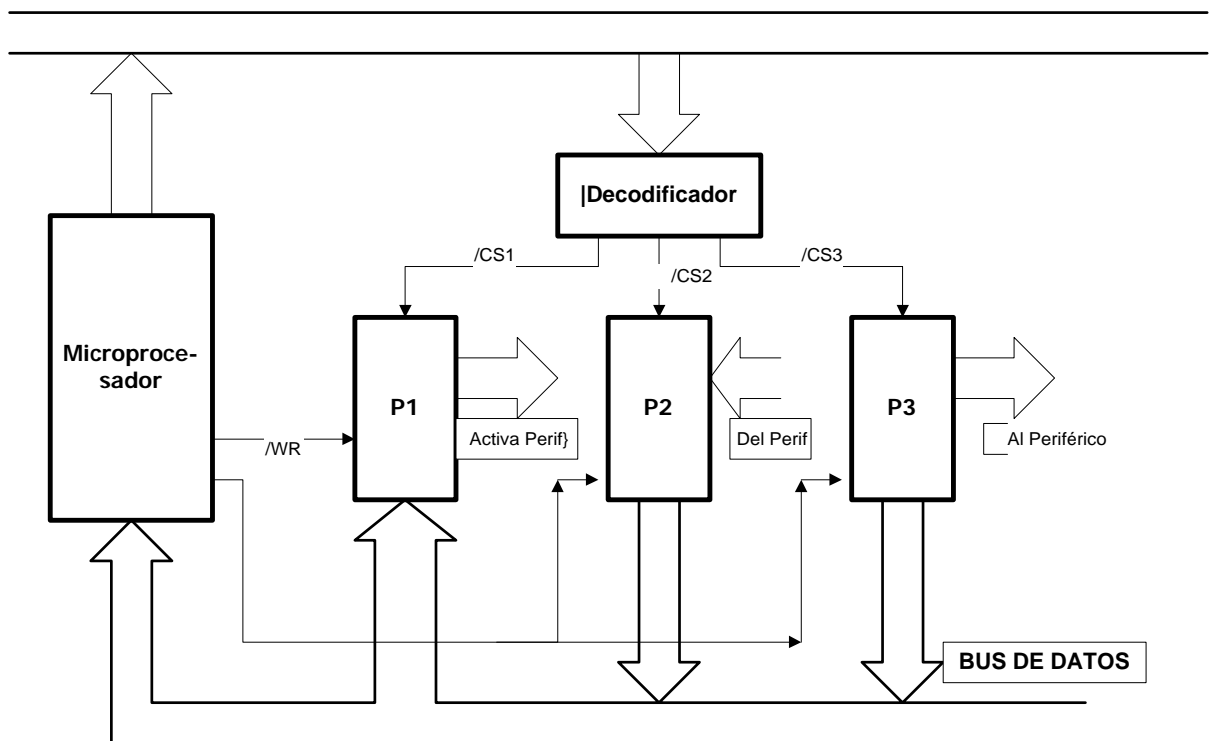 |Decodificador
/CS1
/CS3
/CS2
Microproce-
sador
P1
P2
P3
/WR
Activa Perif}
Del Perif
Al Periférico
BUS DE DATOS